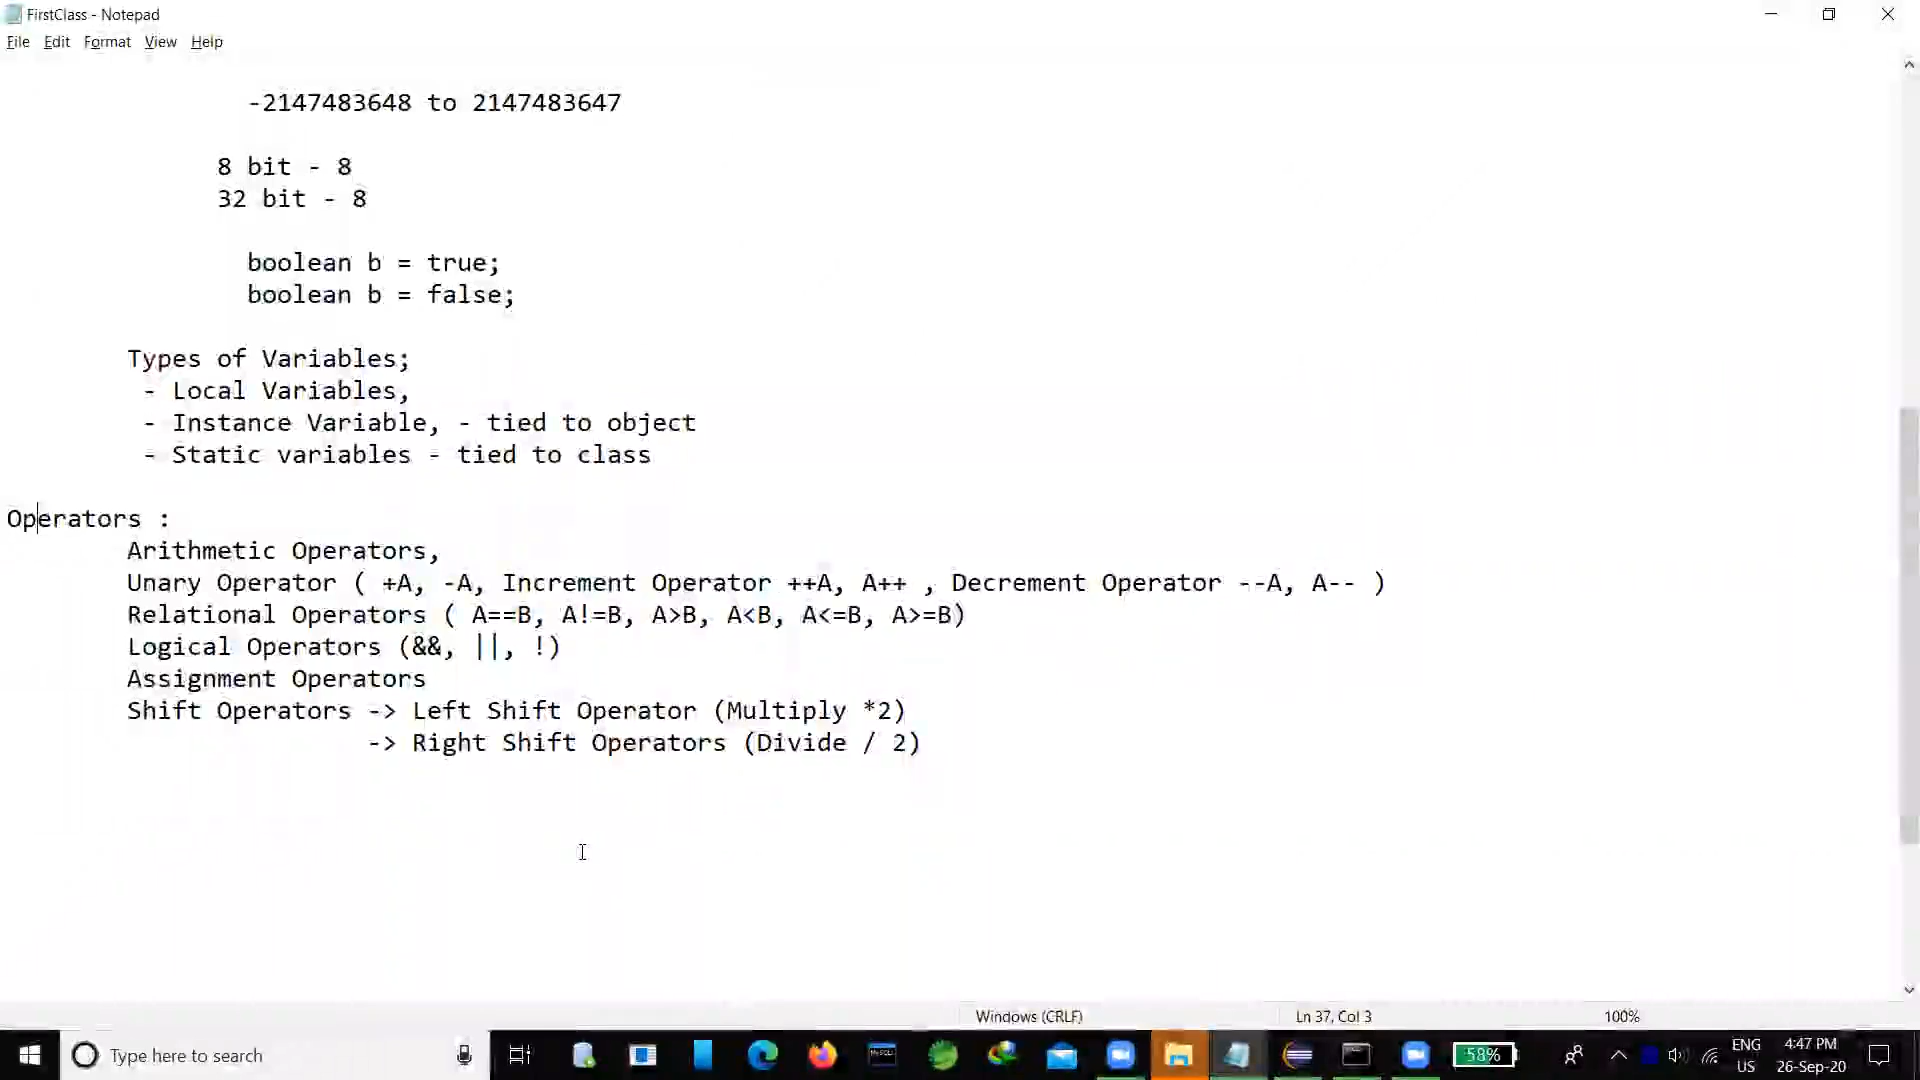 FirstClass - Notepad
File Edit Format View Help
-2147483648 to 2147483647
8 bit - 8
32 bit - 8
boolean b = true;
boolean b = false;
Types of Variables;
- Local Variables,
- Instance Variable, - tied to object
- Static variables - tied to class
Operators :
Arithmetic Operators,
Unary Operator ( +A, -A, Increment Operator ++A, A++ , Decrement Operator --A, A-- )
Relational Operators ( A==B, A!=B, A>B, A<B, A<=B, A>=B)
Logical Operators (&&, ||, !)
Assignment Operators
Shift Operators -> Left Shift Operator (Multiply *2)
-> Right Shift Operators (Divide / 2)
Windows (CRLF) Ln 37, Col 3 100%
Type here to search 58% ENG 4:47 PM
US 26-Sep-20